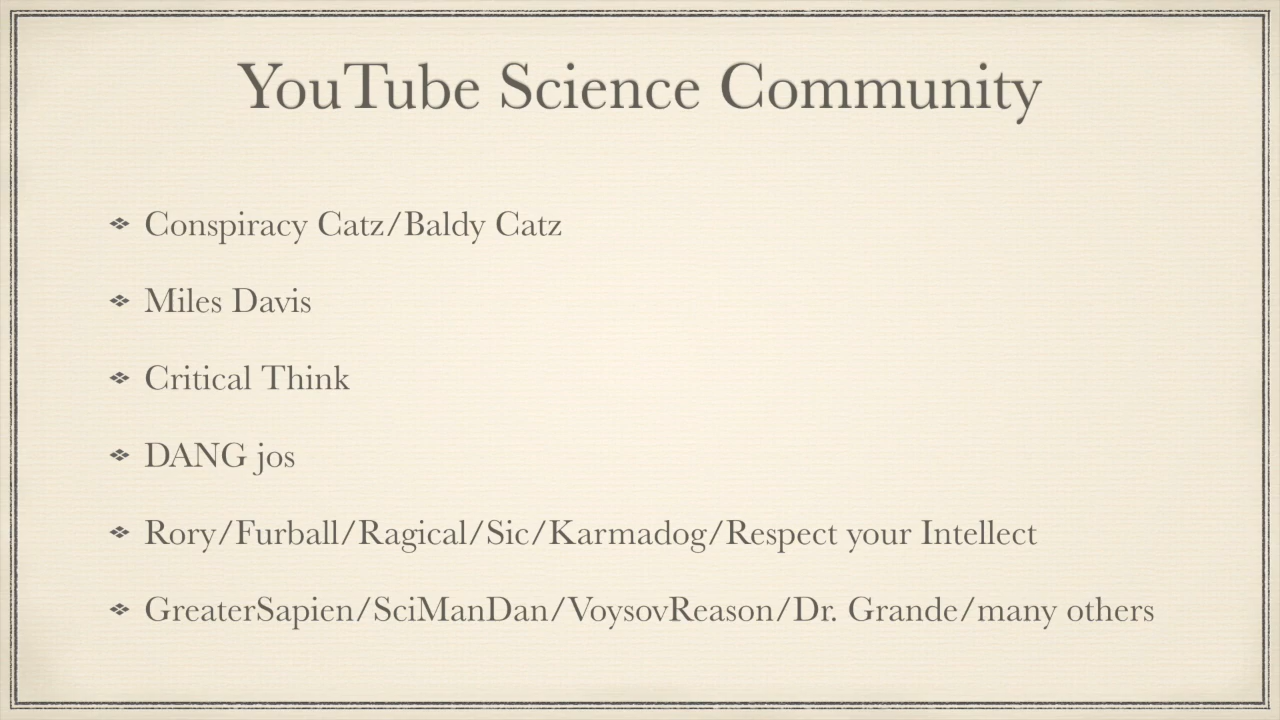 YouTube Science Community
Conspiracy Catz/Baldy Catz
Miles Davis
Critical Think
DANG jos
Rory/Furball/Ragical/Sic/Karmadog/Respect your Intellect
GreaterSapien/SciManDan/VoysovReason/Dr. Grande/many others